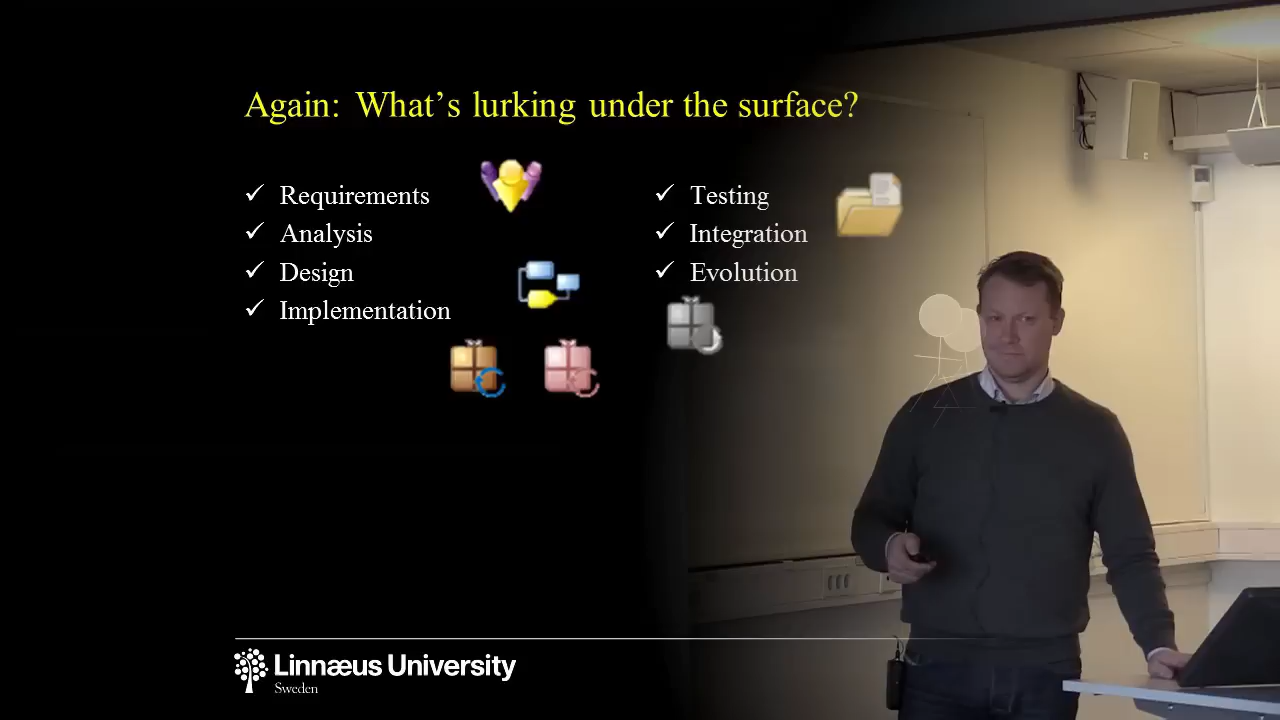 Again: What's lurking under the surface?
✓ Requirements
✓ Analysis
✓ Design
✓ Implementation
✓ Testing
✓ Integration
✓ Evolution
Linnæus University
Sweden